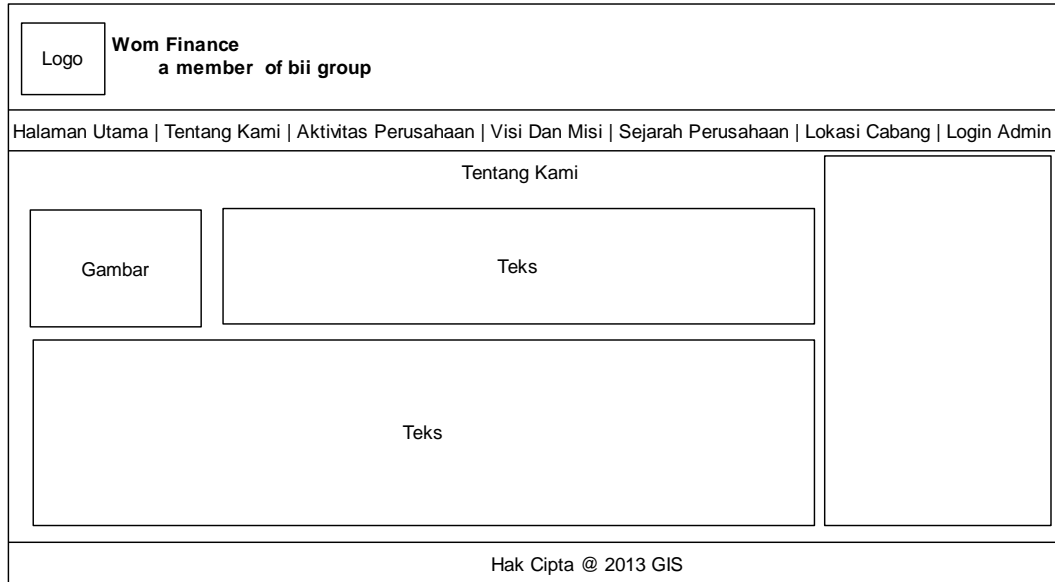 Logo
Wom Finance
a member of bii group
Halaman Utama | Tentang Kami | Aktivitas Perusahaan | Visi Dan Misi | Sejarah Perusahaan | Lokasi Cabang | Login Admin
Tentang Kami
Gambar
Teks
Teks
Hak Cipta @ 2013 GIS